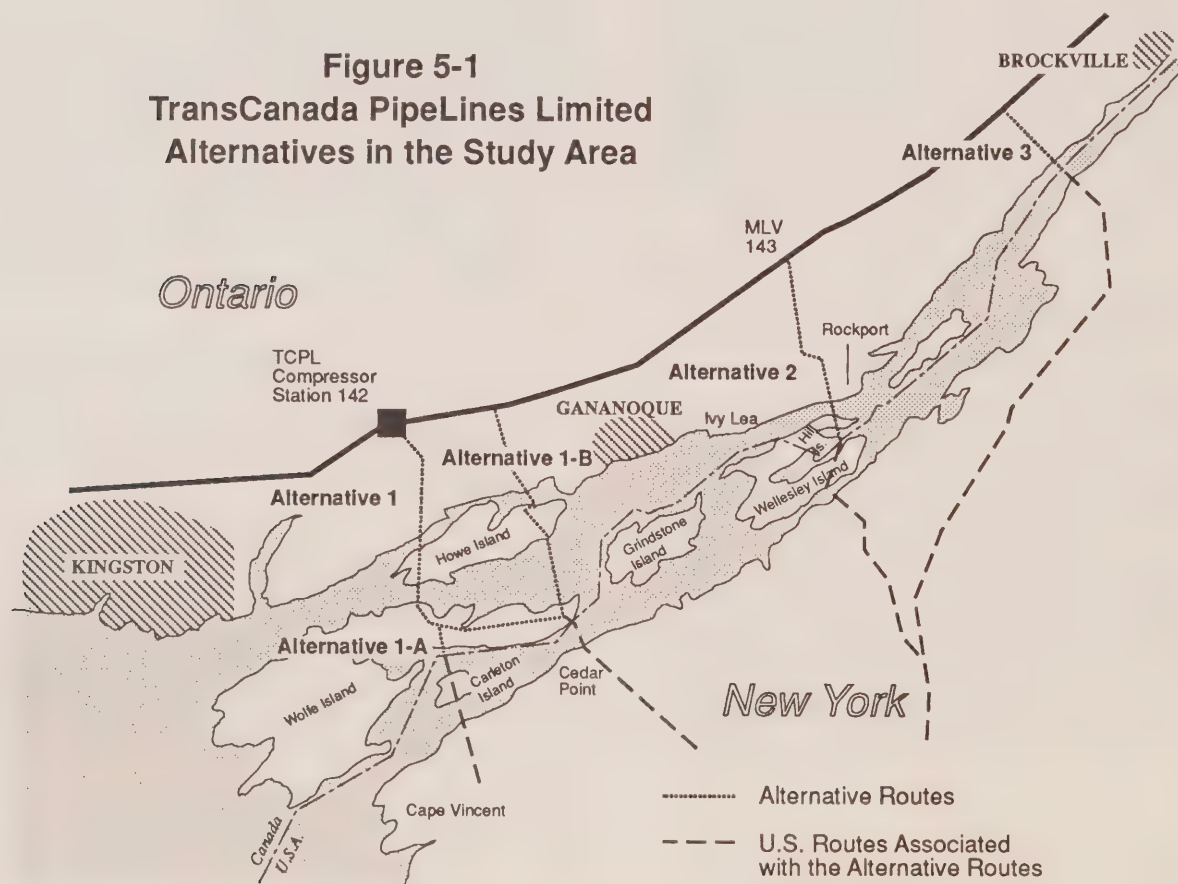 Figure 5-1
TransCanada PipeLines Limited
Alternatives in the Study Area
BROCKVILLE
Alternative 3
MLV
143
Ontario
Rockport
TCPL
Compressor
Station 142
Alternative 2
GANANOQUE
Ivy Lea
Hill
Is.
Alternative 1-B
Wellesley Island
Alternative 1
Howe Island
Grindstone
Island
KINGSTON
Alternative 1-A
Carleton
Island
Cedar
Point
Wolfe Island
New York
Alternative Routes
Cape Vincent
Canada
U.S.A.
U.S. Routes Associated
with the Alternative Routes